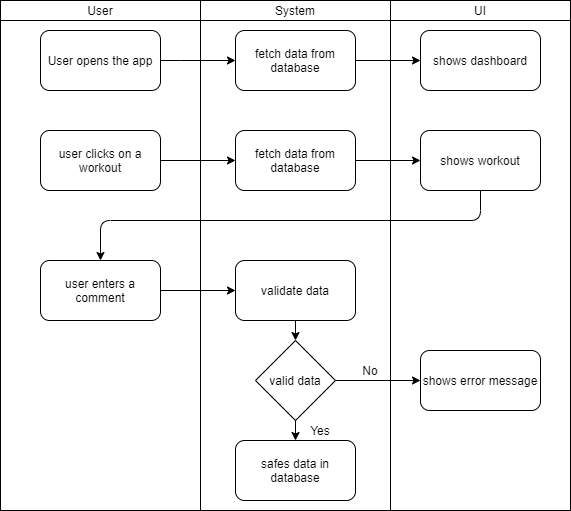 User
System
UI
User opens the app
fetch data from
database
shows dashboard
user clicks on a
workout
fetch data from
database
shows workout
user enters a
comment
validate data
valid data
No
shows error message
Yes
safes data in
database